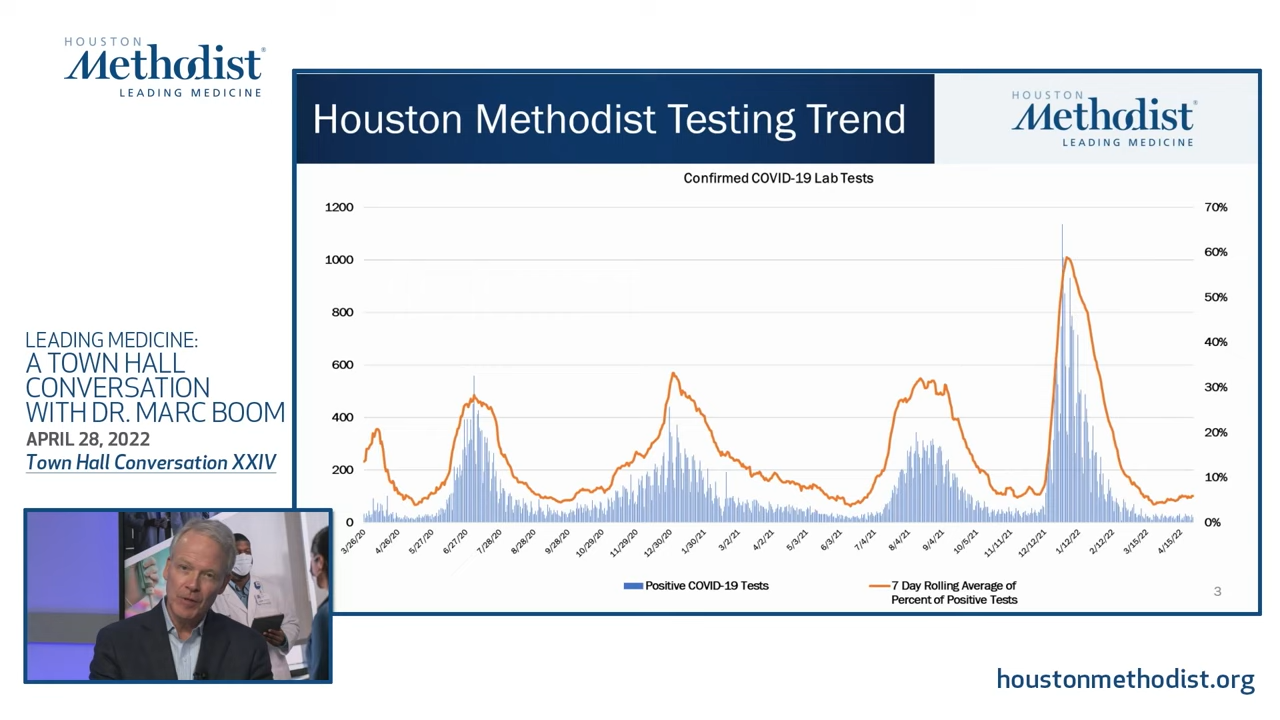 HOUSTON
Methodist®
LEADING MEDICINE
Houston Methodist Testing Trend
HOUSTON
Methodist®
LEADING MEDICINE
LEADING MEDICINE:
A TOWN HALL
CONVERSATION
WITH DR. MARC BOOM
APRIL 28, 2022
Town Hall Conversation XXIV
Confirmed COVID-19 Lab Tests
1200
1000
800
600
400
200
0
70%
60%
50%
40%
30%
20%
10%
0%
3/26/20
4/26/20
5/27/20
6/27/20
7/28/20
8/28/20
9/28/20
10/29/20
11/29/20
12/30/20
1/30/21
3/2/21
4/2/21
5/3/21
6/3/21
7/4/21
8/4/21
9/4/21
10/5/21
11/11/21
12/12/21
1/12/22
2/12/22
3/15/22
4/15/22
Positive COVID-19 Tests
7 Day Rolling Average of
Percent of Positive Tests
3
houstonmethodist.org